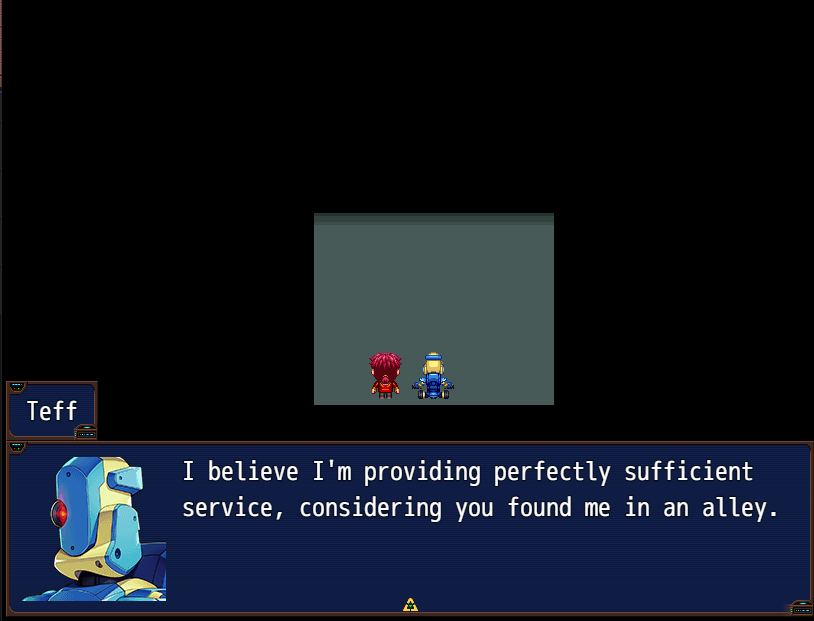 Teff
I believe I'm providing perfectly sufficient
service, considering you found me in an alley.